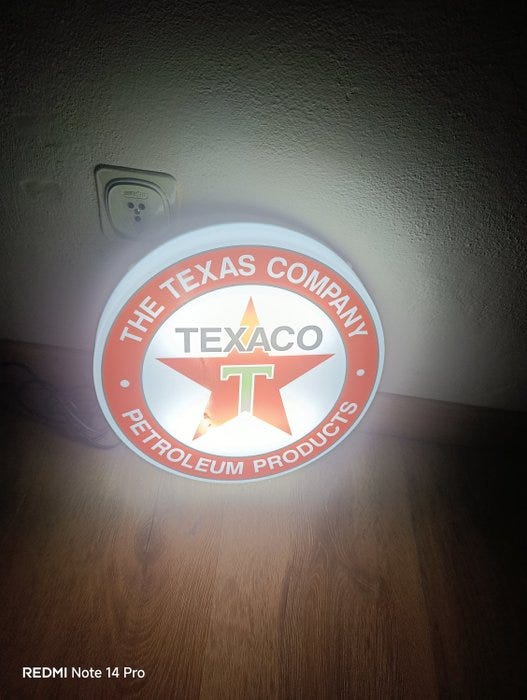 THE TEXAS COMPANY
TEXACO
T
PETROLEUM PRODUCTS
REDMI Note 14 Pro